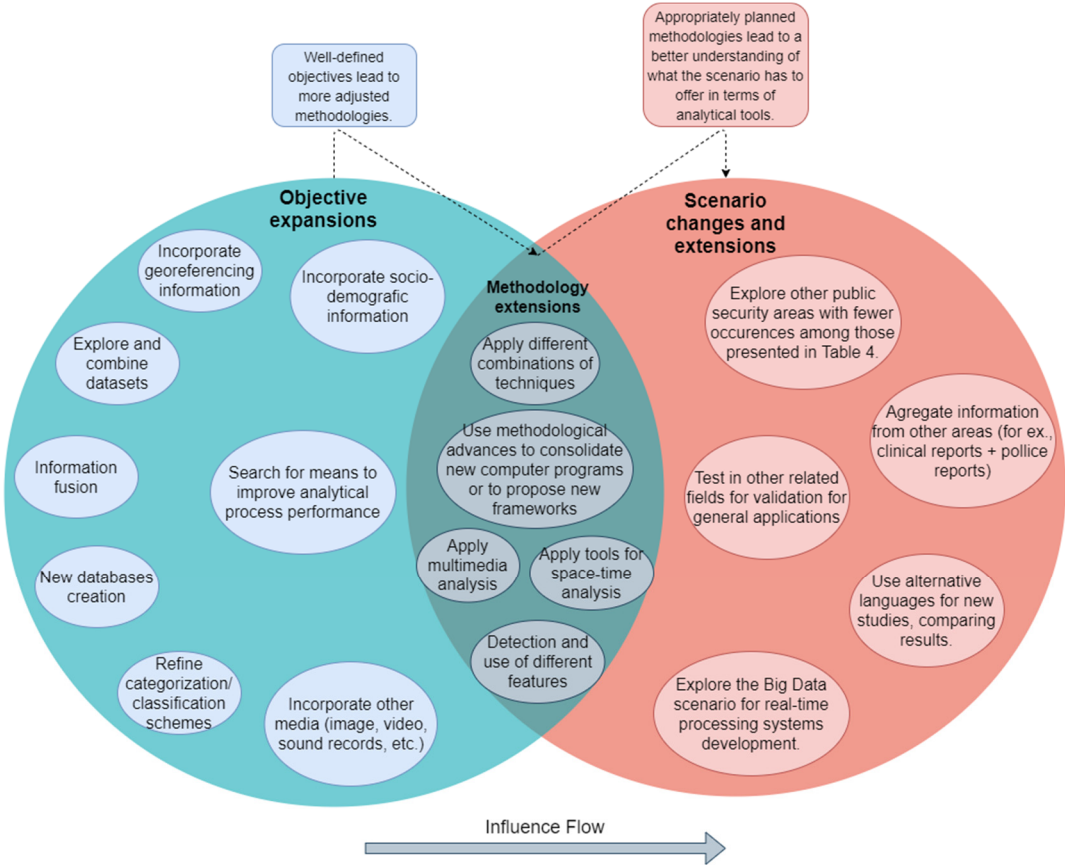 Well-defined
objectives lead to
more adjusted
methodologies.
Appropriately planned
methodologies lead to a
better understanding of
what the scenario has to
offer in terms of
analytical tools.
Objective
expansions
Incorporate
georeferencing
information
Incorporate socio-
demografic
information
Explore and
combine
datasets
Information
fusion
Search for means to
improve analytical
process performance
New databases
creation
Refine
categorization/
classification
schemes
Incorporate other
media (image, video,
sound records, etc.)
Methodology
extensions
Apply different
combinations of
techniques
Use methodological
advances to consolidate
new computer programs
or to propose new
frameworks
Apply
multimedia
analysis
Apply tools for
space-time
analysis
Detection and
use of different
features
Scenario
changes and
extensions
Explore other public
security areas with fewer
occurences among those
presented in Table 4.
Agregate information
from other areas (for ex.,
clinical reports + pollice
reports)
Test in other related
fields for validation for
general applications
Use alternative
languages for new
studies, comparing
results.
Explore the Big Data
scenario for real-time
processing systems
development.
Influence Flow